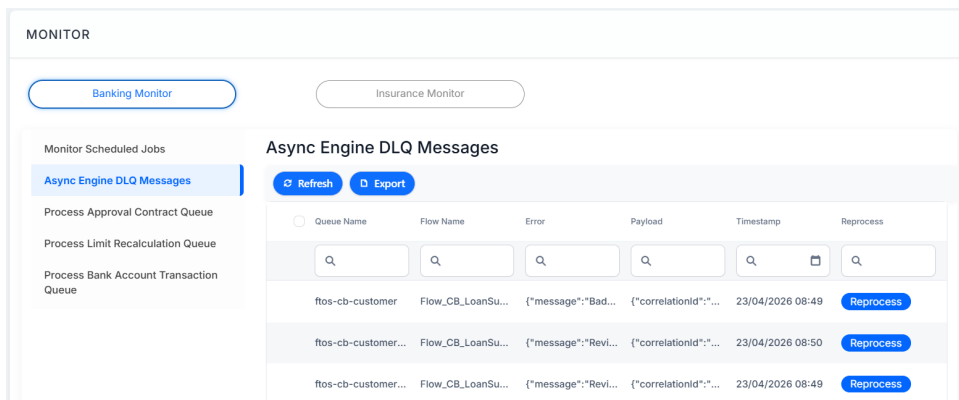 MONITOR
Banking Monitor
Insurance Monitor
Monitor Scheduled Jobs
Async Engine DLQ Messages
Process Approval Contract Queue
Process Limit Recalculation Queue
Process Bank Account Transaction
Queue
Async Engine DLQ Messages
Refresh Export
Queue Name Flow Name Error Payload Timestamp Reprocess
ftos-cb-customer Flow_CB_LoanSu... {"message":"Bad... {"correlationId":"... 23/04/2026 08:49 Reprocess
ftos-cb-customer... Flow_CB_LoanSu... {"message":"Revi... {"correlationId":"... 23/04/2026 08:50 Reprocess
ftos-cb-customer... Flow_CB_LoanSu... {"message":"Revi... {"correlationId":"... 23/04/2026 08:49 Reprocess